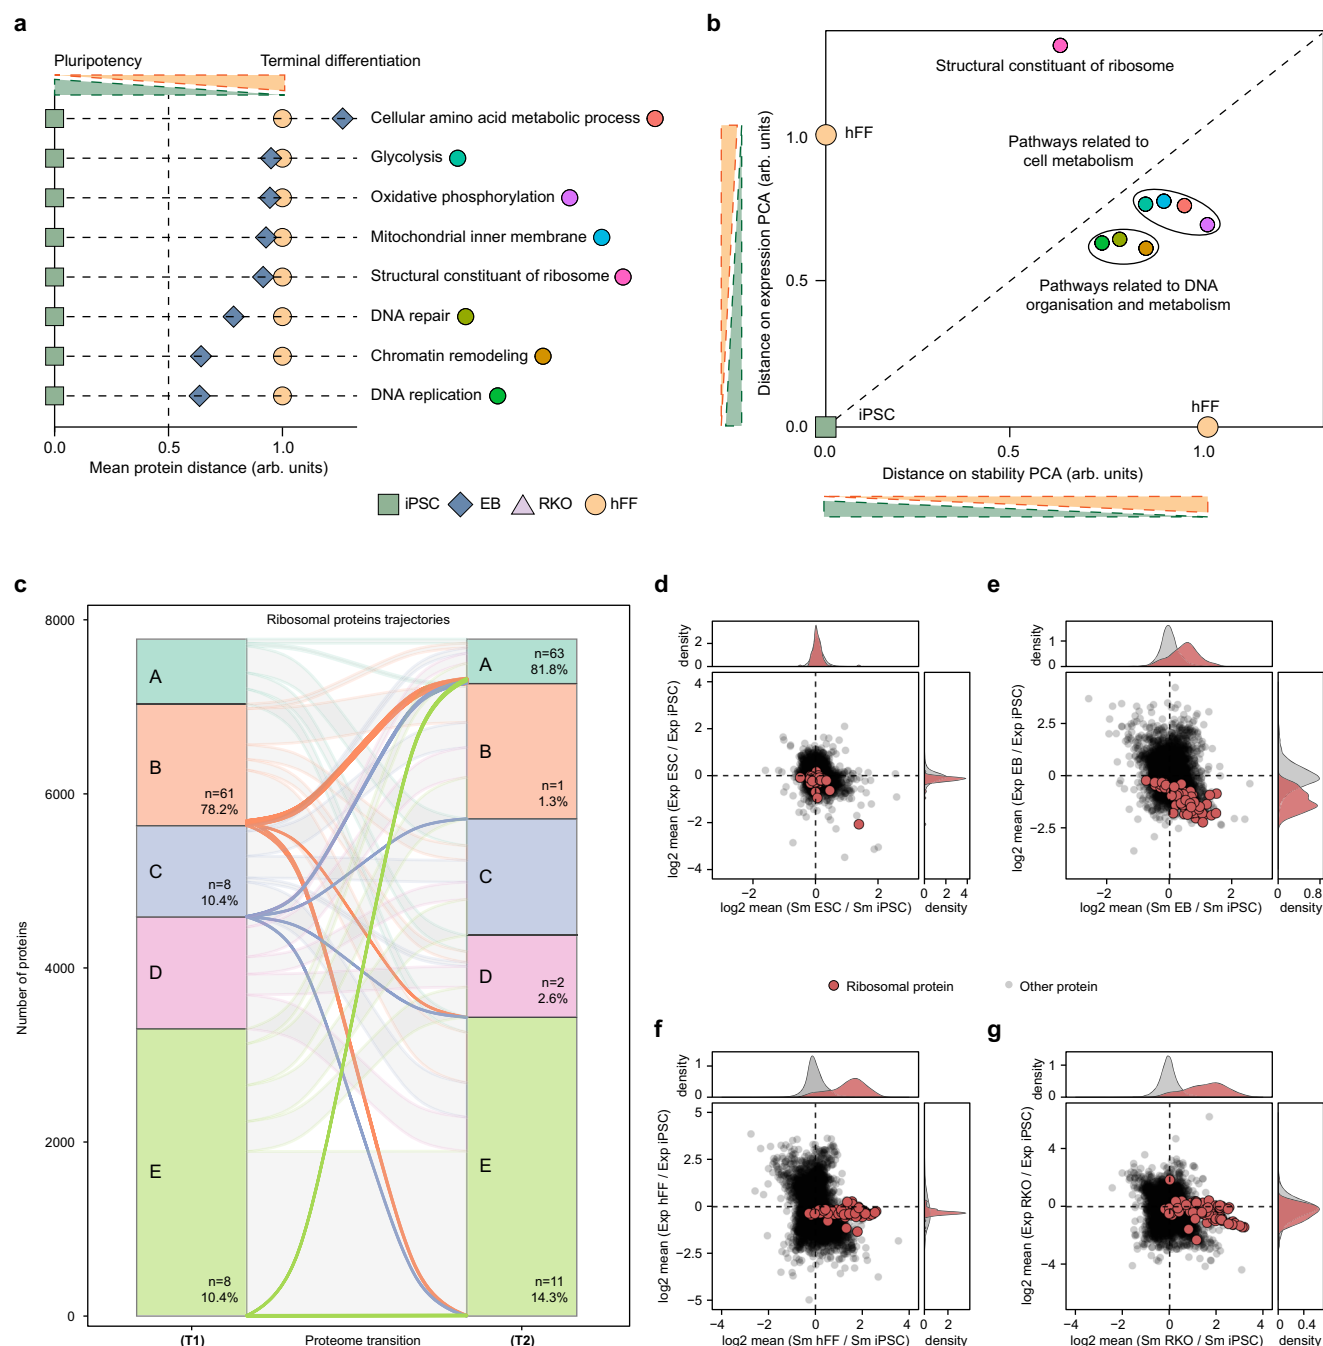 a
Pluripotency
Terminal differentiation
Cellular amino acid metabolic process
Glycolysis
Oxidative phosphorylation
Mitochondrial inner membrane
Structural constituent of ribosome
DNA repair
Chromatin remodeling
DNA replication
0.0 0.5 1.0
Mean protein distance (arb. units)
iPSC EB RKO hFF
b
Structural constituent of ribosome
Pathways related to
cell metabolism
Pathways related to DNA
organisation and metabolism
hFF
iPSC
hFF
1.0
0.5
0.0
Distance on expression PCA (arb. units)
0.0 0.5 1.0
Distance on stability PCA (arb. units)
c
Ribosomal proteins trajectories
8000
6000
4000
2000
0
Number of proteins
A
B
n=61
78.2%
C
n=8
10.4%
D
E
n=8
10.4%
A
n=63
81.8%
B
n=1
1.3%
C
D
n=2
2.6%
E
n=11
14.3%
(T1) Proteome transition (T2)
d
density
2
0
4
2
0
−2
−4
log2 mean (Exp ESC / Exp iPSC)
−2 0 2
log2 mean (Sm ESC / Sm iPSC)
0 2 4
density
e
density
1
0
2.5
0
−2.5
log2 mean (Exp EB / Exp iPSC)
−2 0 2
log2 mean (Sm EB / Sm iPSC)
0 0.8
density
Ribosomal protein Other protein
f
density
1
0
5
2.5
0
−2.5
−5
log2 mean (Exp hFF / Exp iPSC)
−4 −2 0 2 4
log2 mean (Sm hFF / Sm iPSC)
0 2
density
g
density
1
0
4
0
−4
log2 mean (Exp RKO / Exp iPSC)
−4 −2 0 2 4
log2 mean (Sm RKO / Sm iPSC)
0 0.4
density